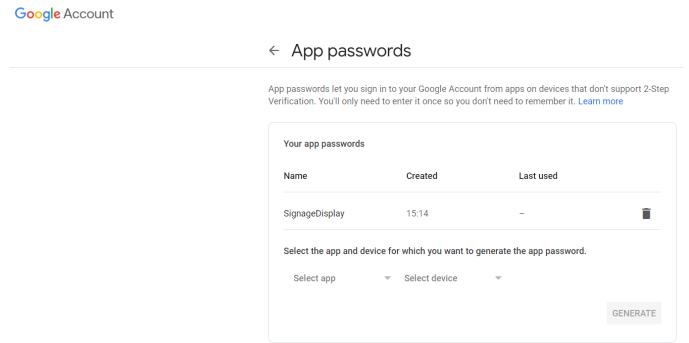 Google Account
← App passwords
App passwords let you sign in to your Google Account from apps on devices that don't support 2-Step
Verification. You'll only need to enter it once so you don't need to remember it. Learn more
Your app passwords
Name Created Last used
SignageDisplay 15:14 –
Select the app and device for which you want to generate the app password.
Select app Select device
GENERATE